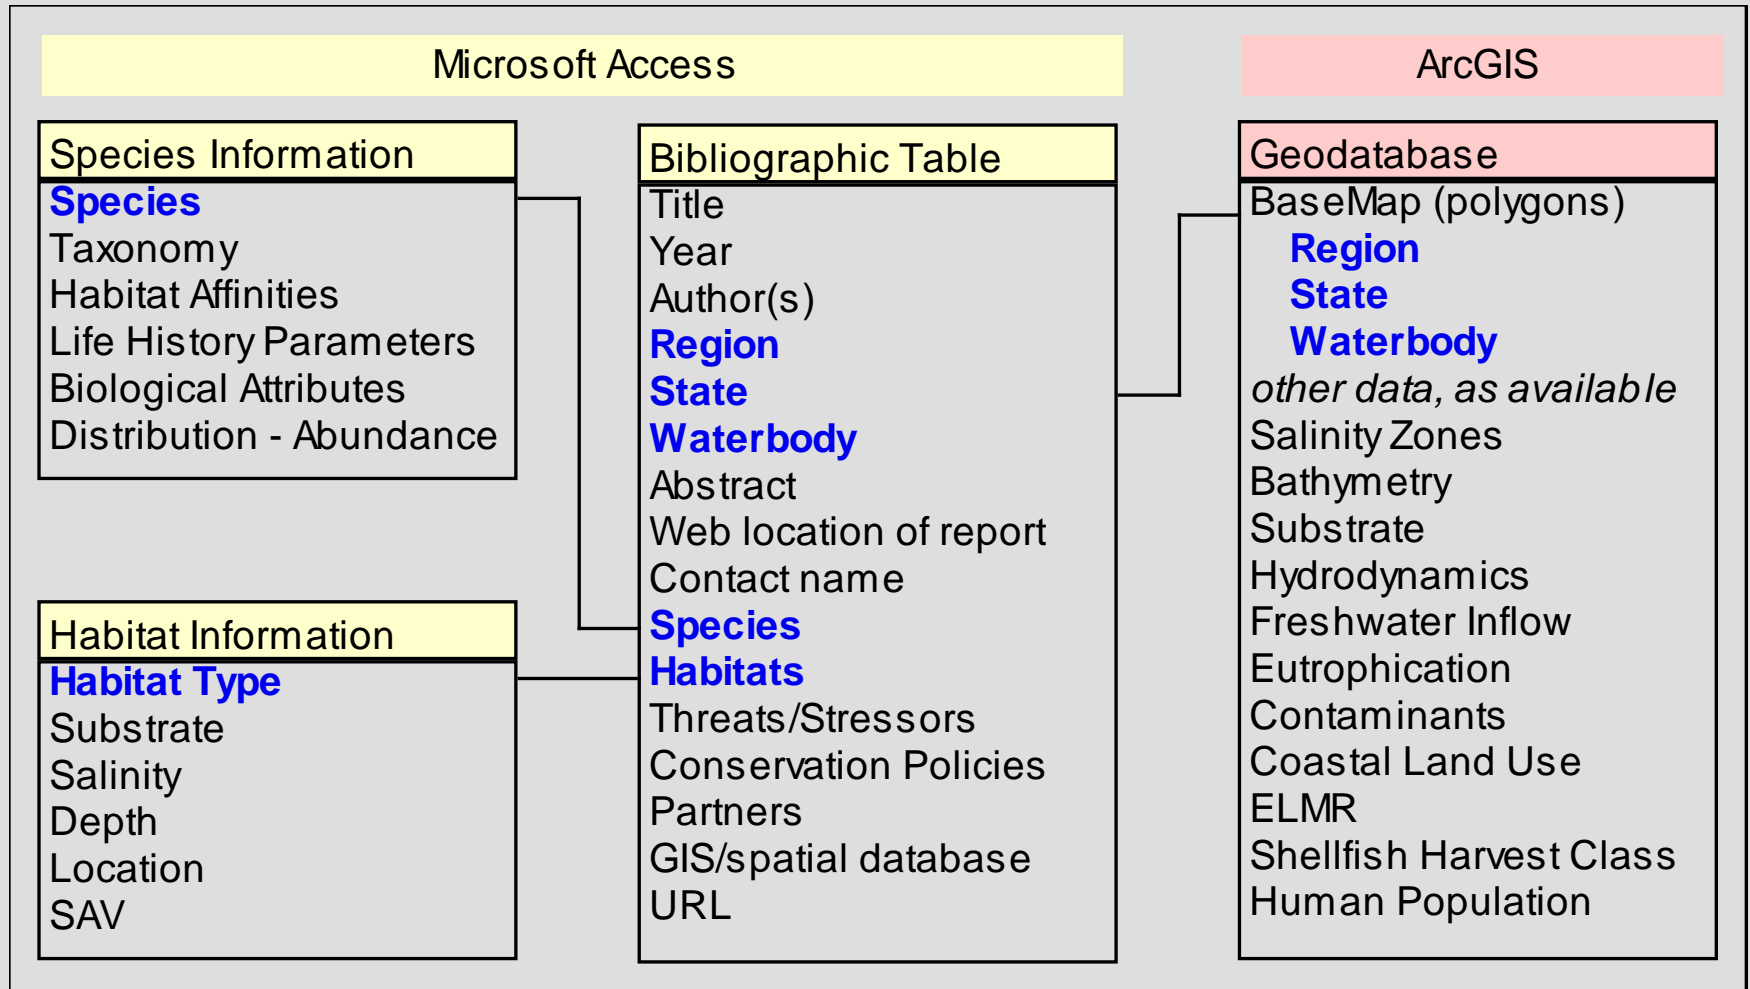 Microsoft Access
ArcGIS
Species Information
Species
Taxonomy
Habitat Affinities
Life History Parameters
Biological Attributes
Distribution - Abundance
Habitat Information
Habitat Type
Substrate
Salinity
Depth
Location
SAV
Bibliographic Table
Title
Year
Author(s)
Region
State
Waterbody
Abstract
Web location of report
Contact name
Species
Habitats
Threats/Stressors
Conservation Policies
Partners
GIS/spatial database
URL
Geodatabase
BaseMap (polygons)
Region
State
Waterbody
other data, as available
Salinity Zones
Bathymetry
Substrate
Hydrodynamics
Freshwater Inflow
Eutrophication
Contaminants
Coastal Land Use
ELMR
Shellfish Harvest Class
Human Population